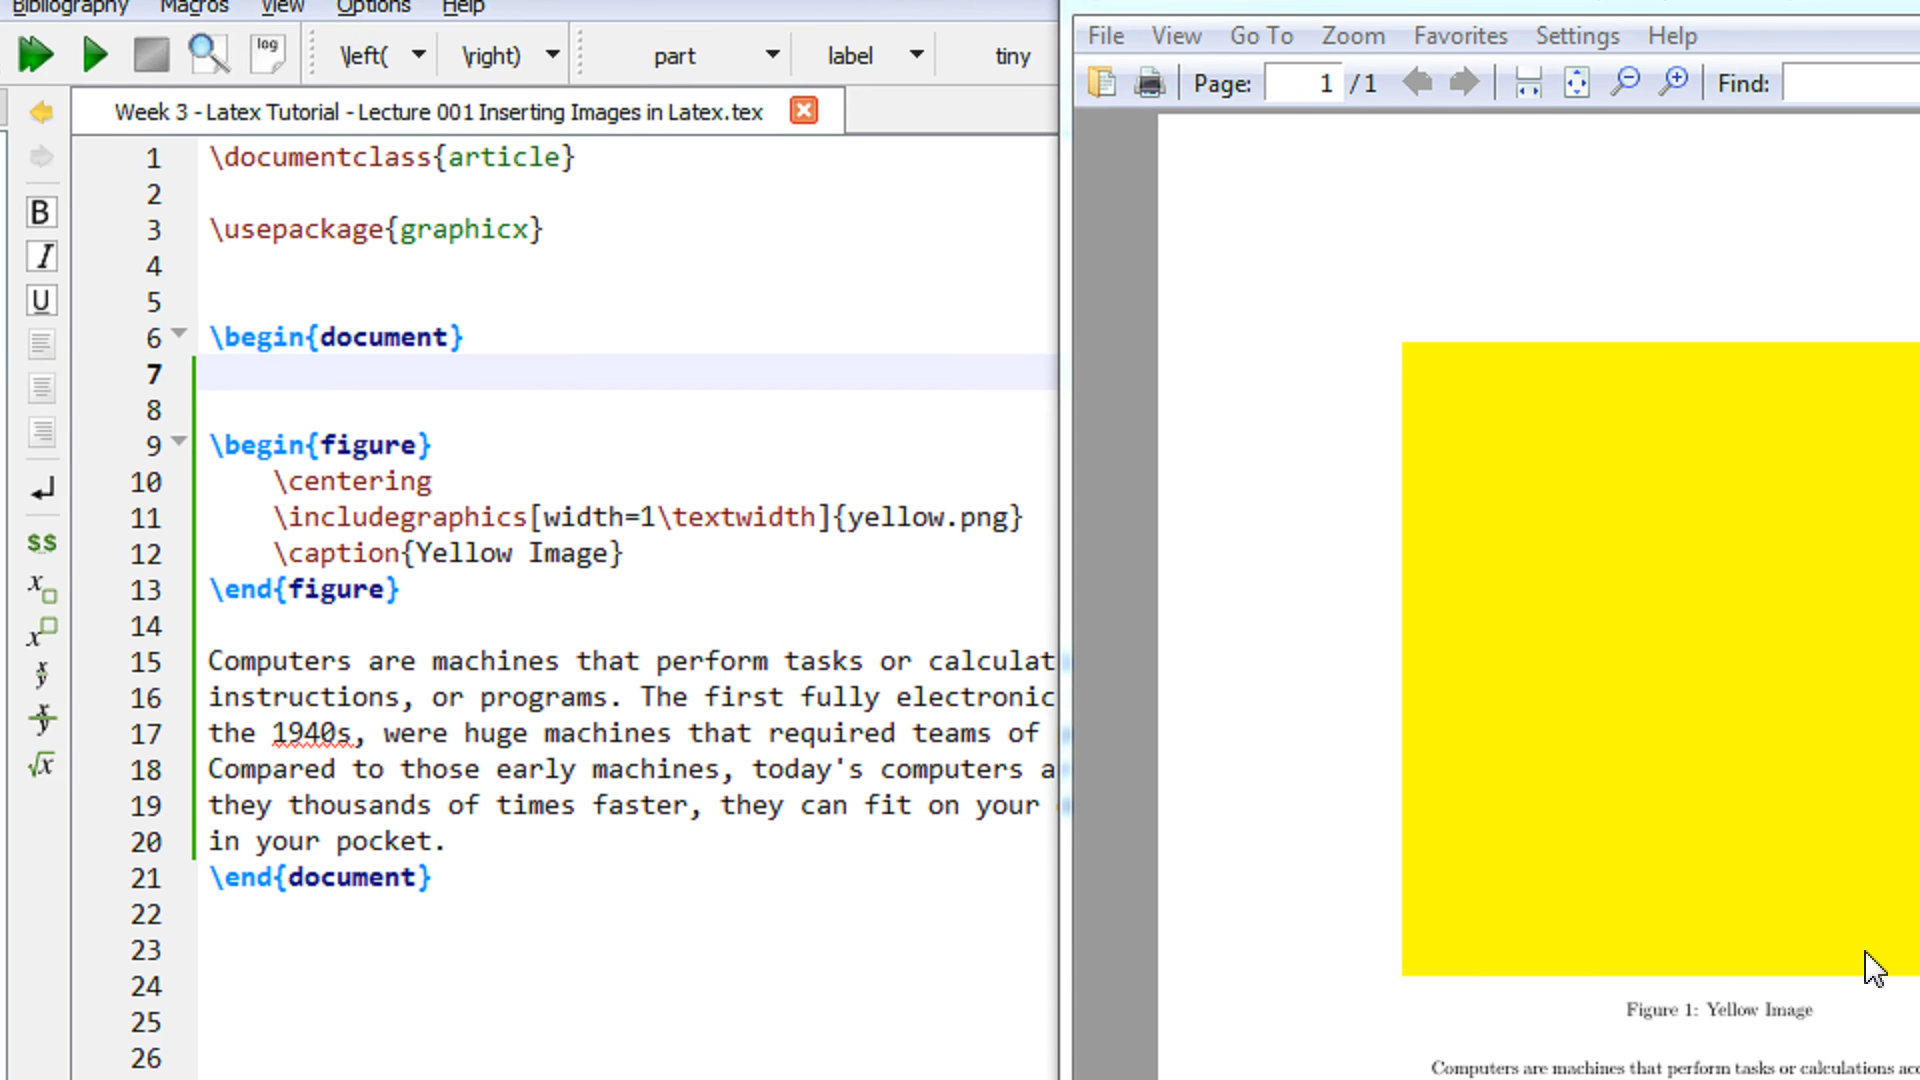 Bibliography Macros View Options Help
log \left( \right) part label tiny
Week 3 - Latex Tutorial - Lecture 001 Inserting Images in Latex.tex
B
I
U
$$
1 \documentclass{article}
2
3 \usepackage{graphicx}
4
5
6 \begin{document}
7
8
9 \begin{figure}
10 \centering
11 \includegraphics[width=1\textwidth]{yellow.png}
12 \caption{Yellow Image}
13 \end{figure}
14
15 Computers are machines that perform tasks or calculat
16 instructions, or programs. The first fully electronic
17 the 1940s, were huge machines that required teams of
18 Compared to those early machines, today's computers a
19 they thousands of times faster, they can fit on your
20 in your pocket.
21 \end{document}
22
23
24
25
26
File View Go To Zoom Favorites Settings Help
Page: 1 / 1 Find:
Figure 1: Yellow Image
Computers are machines that perform tasks or calculations acc